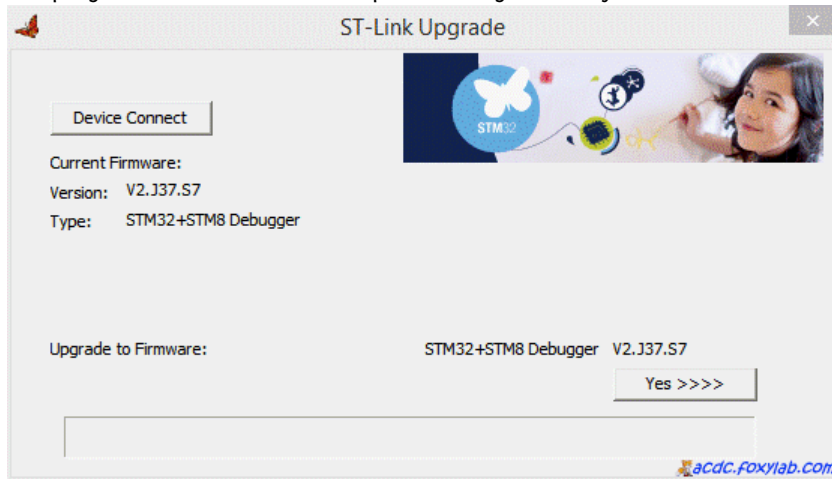 ST-Link Upgrade
STM32
Device Connect
Current Firmware:
Version: V2.J37.S7
Type: STM32+STM8 Debugger
Upgrade to Firmware: STM32+STM8 Debugger V2.J37.S7
Yes >>>>
acdc.foxylab.com